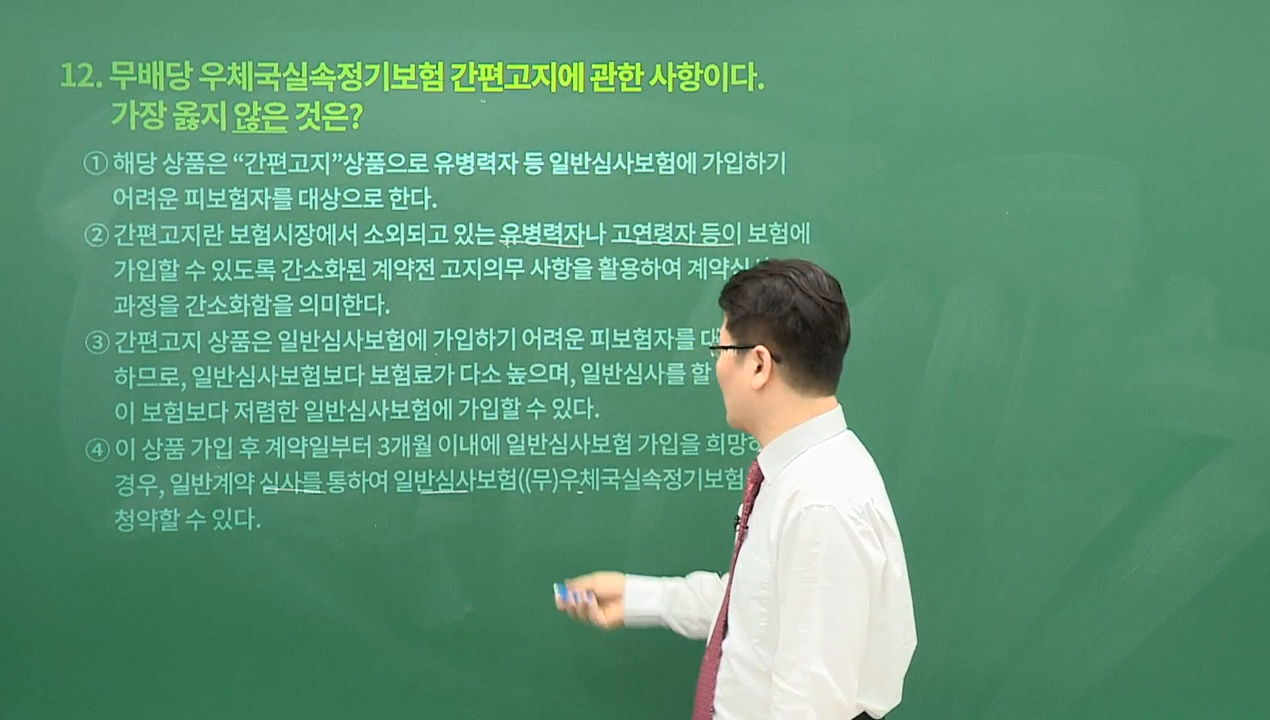 12. 무배당 우체국실속정기보험 간편고지에 관한 사항이다.
가장 옳지 않은 것은?
① 해당 상품은 “간편고지”상품으로 유병력자 등 일반심사보험에 가입하기
어려운 피보험자를 대상으로 한다.
② 간편고지란 보험시장에서 소외되고 있는 유병력자나 고연령자 등이 보험에
가입할 수 있도록 간소화된 계약전 고지의무 사항을 활용하여
과정을 간소화함을 의미한다.
③ 간편고지 상품은 일반심사보험에 가입하기 어려운 피보험자를
하므로, 일반심사보험보다 보험료가 다소 높으며, 일반심사를 할
이 보험보다 저렴한 일반심사보험에 가입할 수 있다.
④ 이 상품 가입 후 계약일부터 3개월 이내에 일반심사보험 가입을
경우, 일반계약 심사를 통하여 일반심사보험((무)우체국실속정기보험
청약할 수 있다.